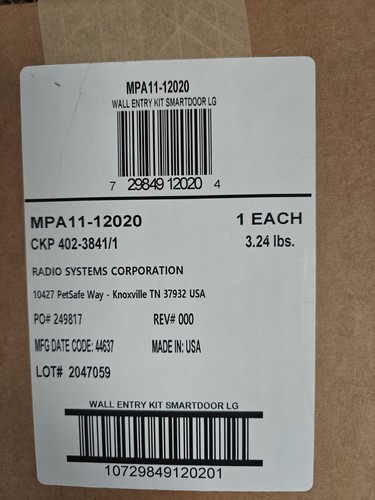 MPA11-12020
WALL ENTRY KIT SMARTDOOR LG
7 29849 12020 4
MPA11-12020 1 EACH
CKP 402-3841/1 3.24 lbs.
RADIO SYSTEMS CORPORATION
10427 PetSafe Way - Knoxville TN 37932 USA
PO# 249817 REV# 000
MFG DATE CODE: 44637 MADE IN: USA
LOT# 2047059
WALL ENTRY KIT SMARTDOOR LG
10729849120201